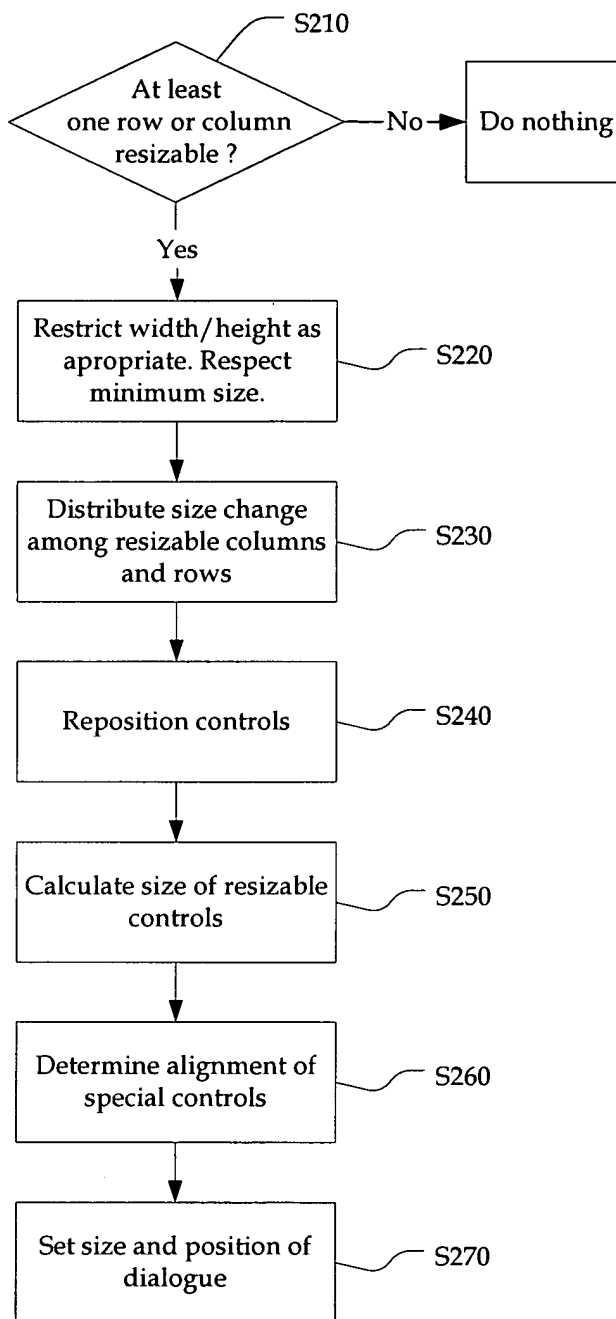 S210
At least
one row or column
resizable ?
No
Do nothing
Yes
Restrict width/height as
apropriate. Respect
minimum size.
S220
Distribute size change
among resizable columns
and rows
S230
Reposition controls
S240
Calculate size of resizable
controls
S250
Determine alignment of
special controls
S260
Set size and position of
dialogue
S270